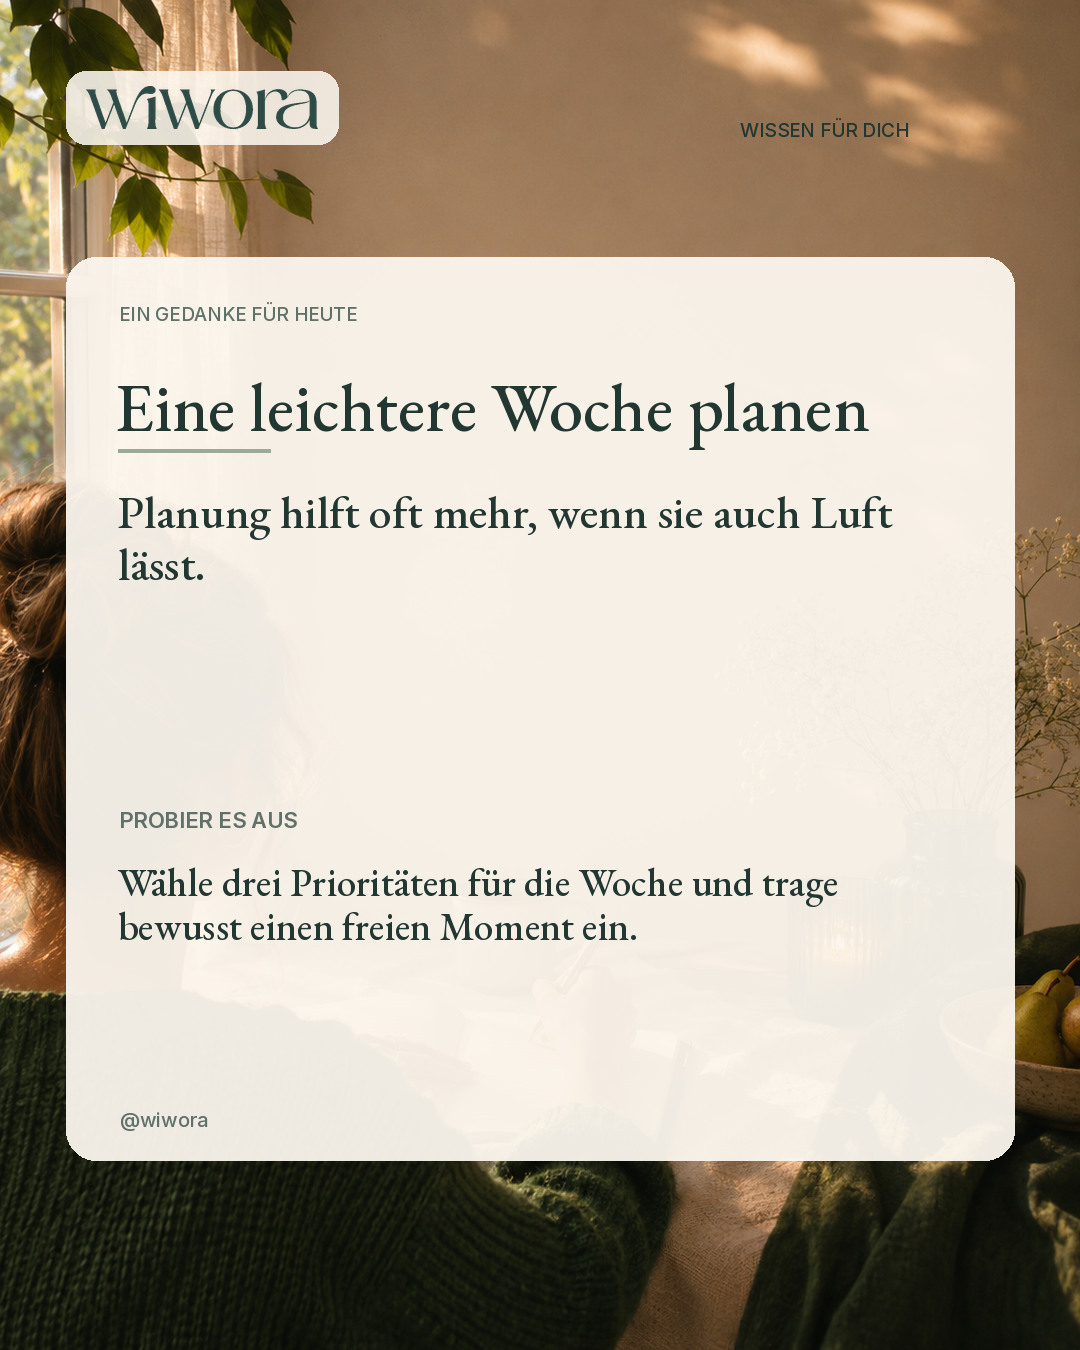 wiwora
WISSEN FÜR DICH
EIN GEDANKE FÜR HEUTE
Eine leichtere Woche planen
Planung hilft oft mehr, wenn sie auch Luft
lässt.
PROBIER ES AUS
Wähle drei Prioritäten für die Woche und trage
bewusst einen freien Moment ein.
@wiwora